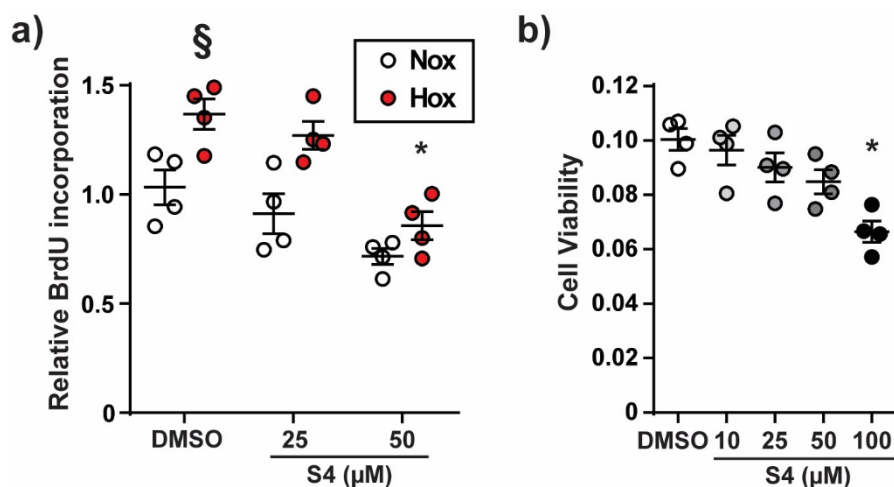 a)
§
Nox
Hox
*
Relative BrdU incorporation
1.5
1.0
0.5
0
DMSO
25
50
S4 (µM)
b)
*
Cell Viability
0.12
0.10
0.08
0.06
0.04
0.02
0
DMSO 10 25 50 100
S4 (µM)